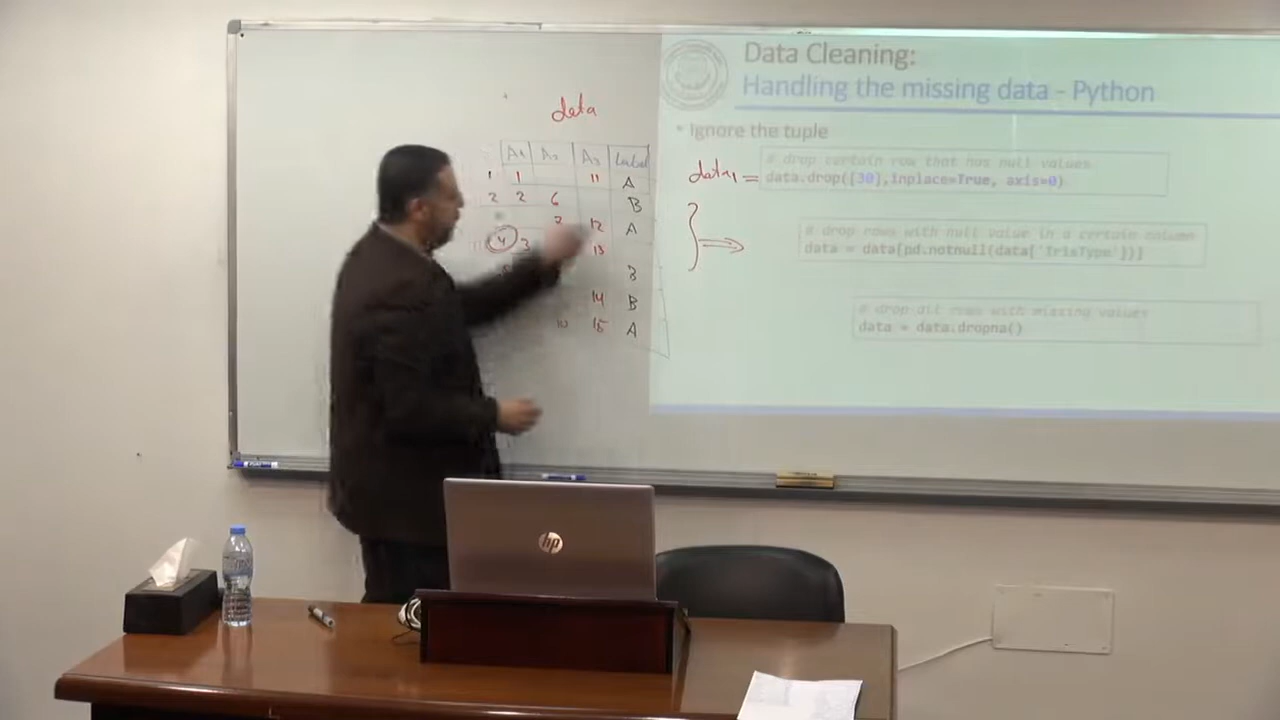 Data Cleaning:
Handling the missing data - Python
• Ignore the tuple
# drop certain row that has null values
data.drop([30],inplace=True, axis=0)
# drop rows with null value in a certain column
data = data[pd.notnull(data['IrisType'])]
# drop all rows with missing values
data = data.dropna()
data1 =
data
A1 A2 A3 Label
1 1 11 A
2 2 6 B
12 A
4 3 13
B
14 B
10 15 A
hp